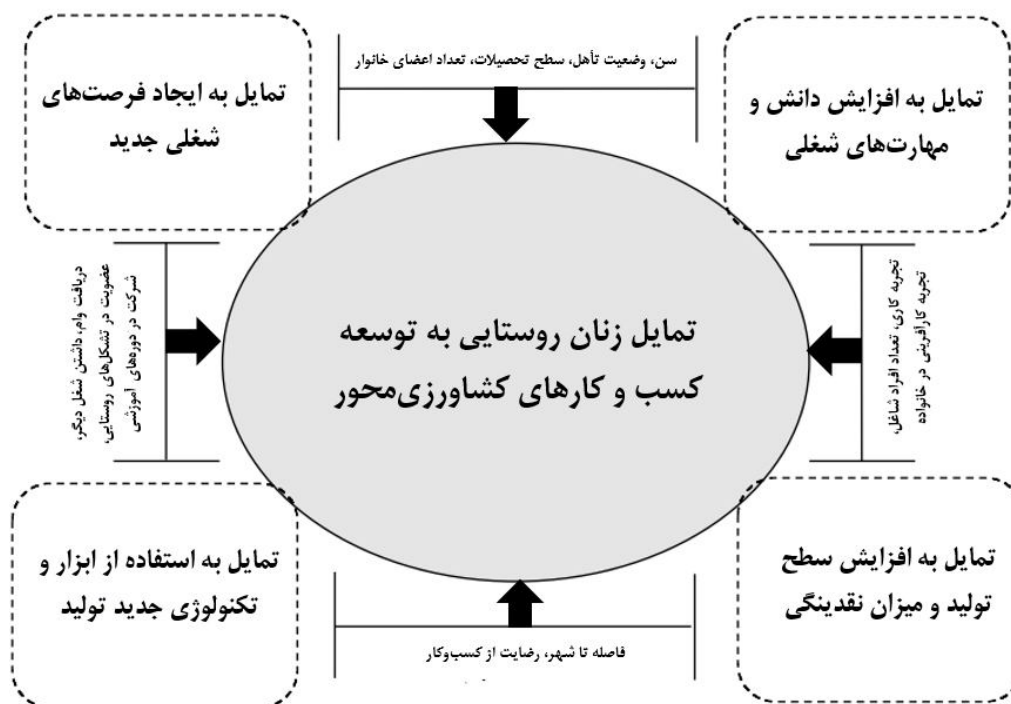 سن، وضعیت تأهل، سطح تحصیلات، تعداد اعضای خانوار
تمایل به افزایش دانش و
مهارت‌های شغلی
تمایل به ایجاد فرصت‌های
شغلی جدید
تجربه کاری، تعداد افراد شاغل،
تجربه کارآفرینی در خانواده
تمایل زنان روستایی به توسعه
کسب و کارهای کشاورزی‌محور
دریافت وام، داشتن شغل دیگر،
عضویت در تشکل‌های روستایی،
شرکت در دوره‌های آموزشی
تمایل به افزایش سطح
تولید و میزان نقدینگی
تمایل به استفاده از ابزار و
تکنولوژی جدید تولید
فاصله تا شهر، رضایت از کسب‌وکار